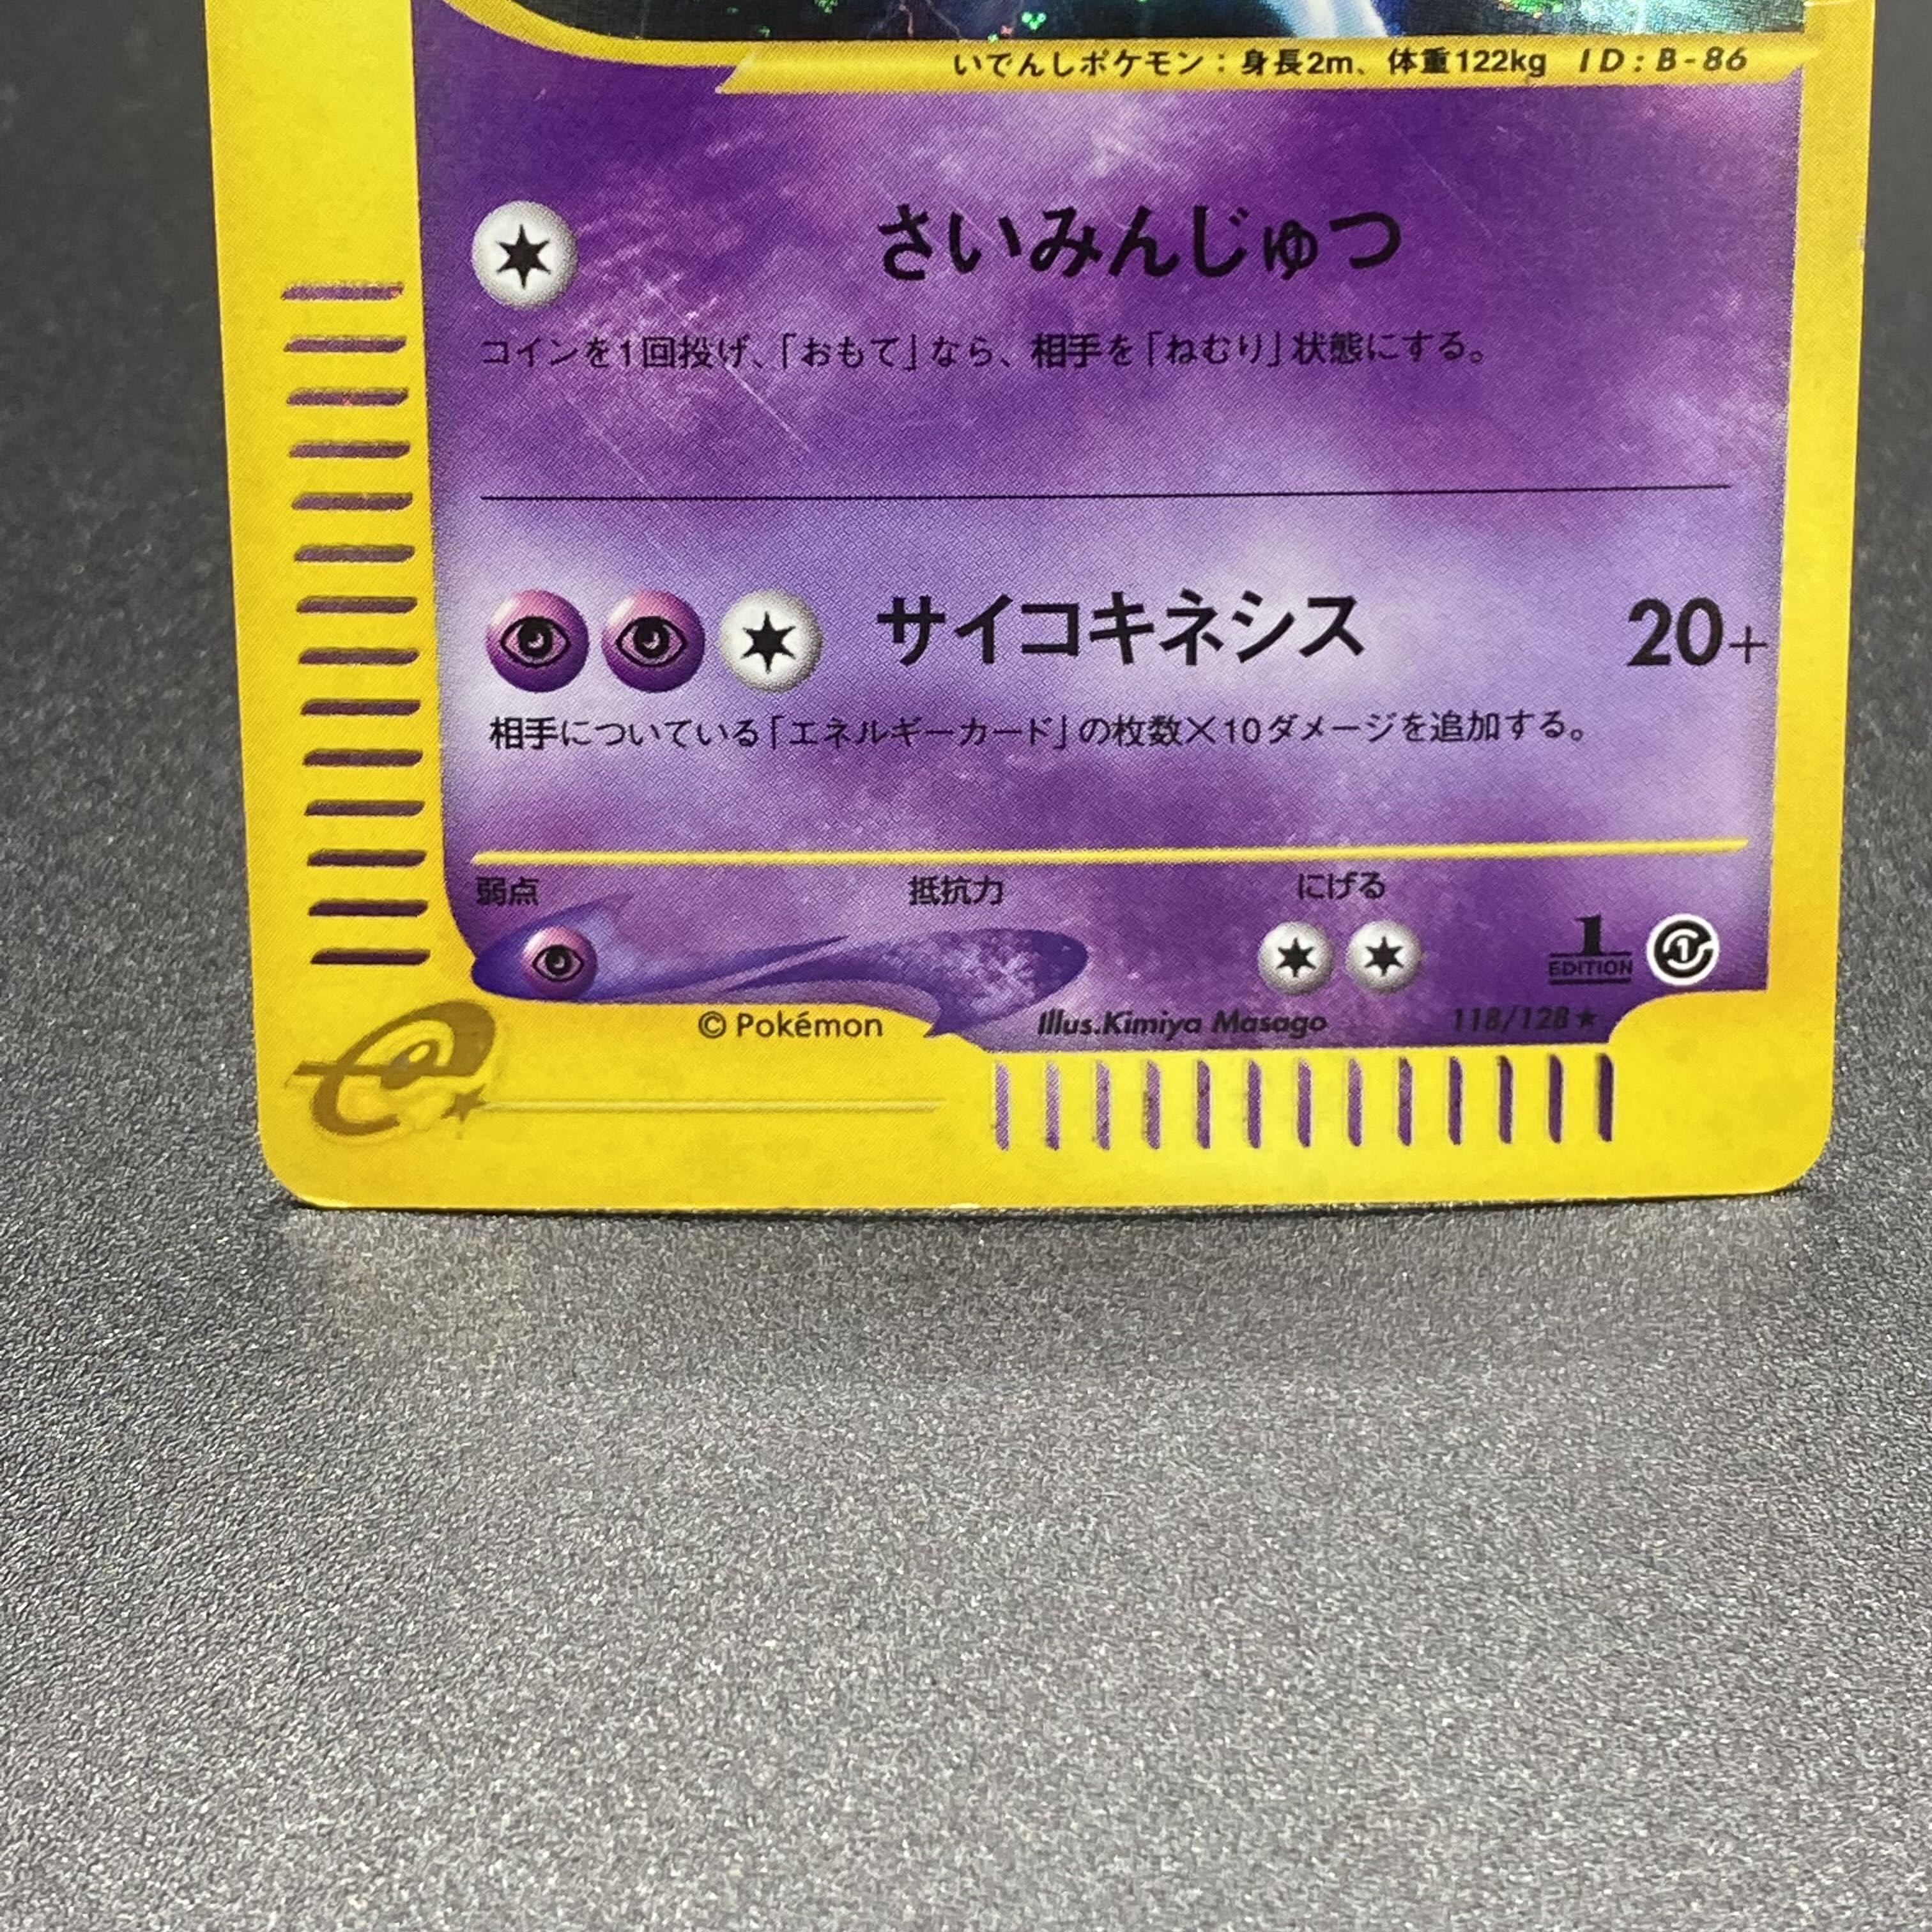 いでんしポケモン：身長2m、体重122kg ID:B-86
さいみんじゅつ
コインを1回投げ、「おもて」なら、相手を「ねむり」状態にする。
サイコキネシス 20+
相手についている「エネルギーカード」の枚数×10ダメージを追加する。
弱点 抵抗力 にげる
1 EDITION
© Pokémon Illus.Kimiya Masago 118/128★
e